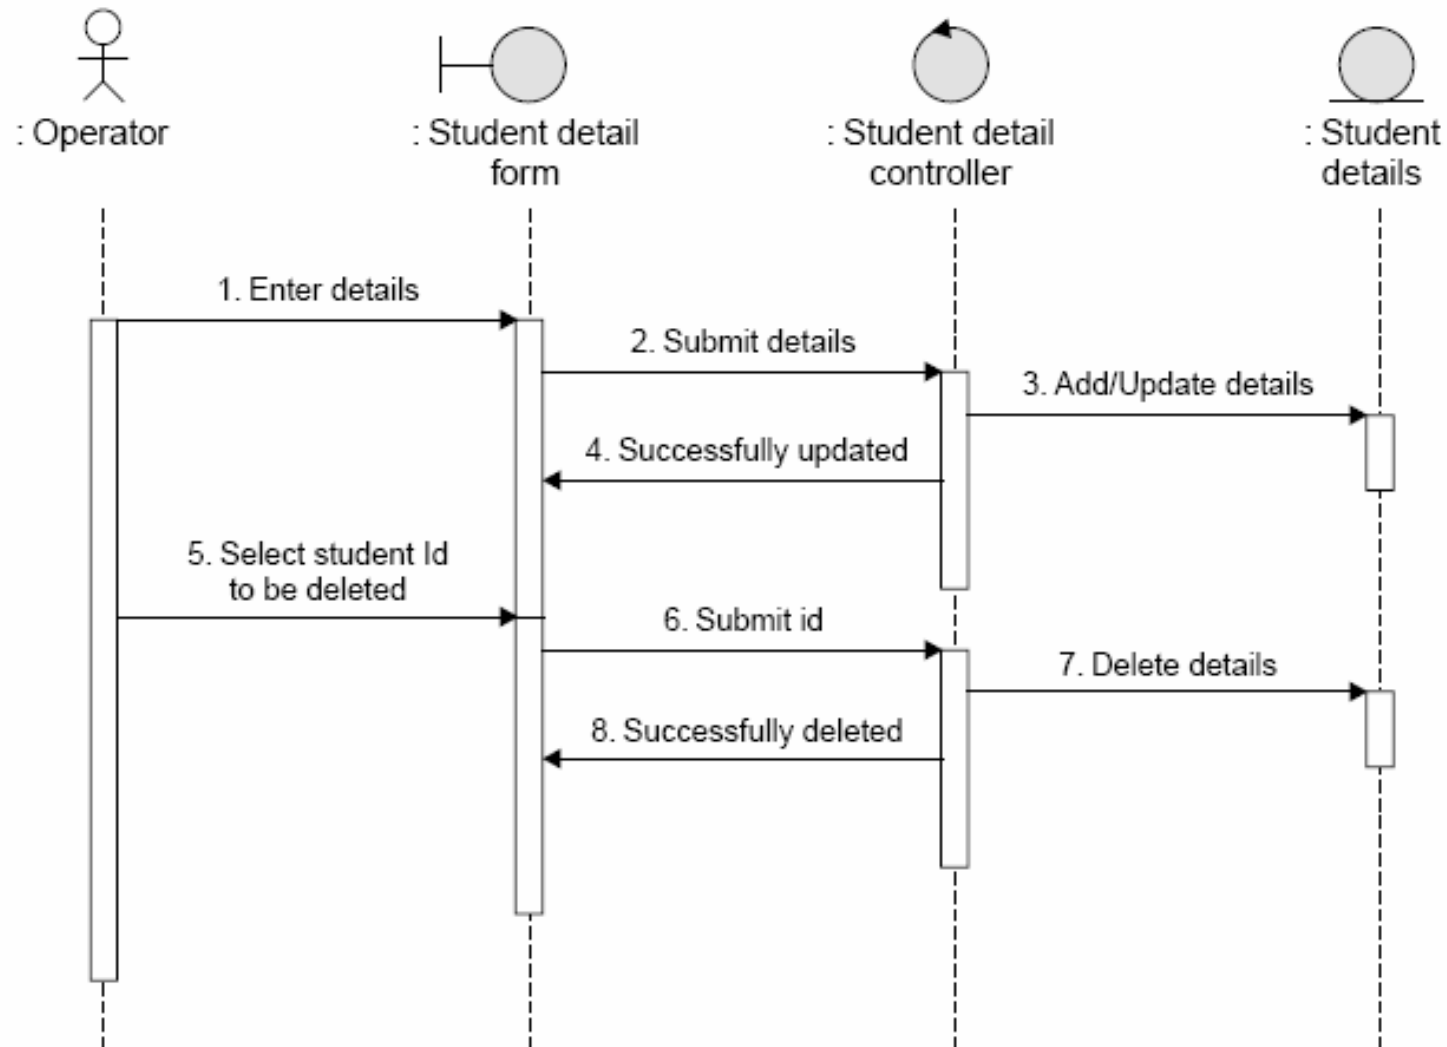 : Operator
: Student detail
form
: Student detail
controller
: Student
details
1. Enter details
2. Submit details
3. Add/Update details
4. Successfully updated
5. Select student Id
to be deleted
6. Submit id
7. Delete details
8. Successfully deleted